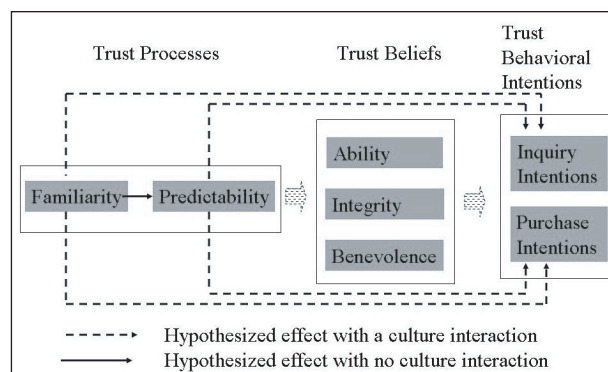 Trust Processes
Trust Beliefs
Trust
Behavioral
Intentions
Familiarity
Predictability
Ability
Integrity
Benevolence
Inquiry
Intentions
Purchase
Intentions
Hypothesized effect with a culture interaction
Hypothesized effect with no culture interaction